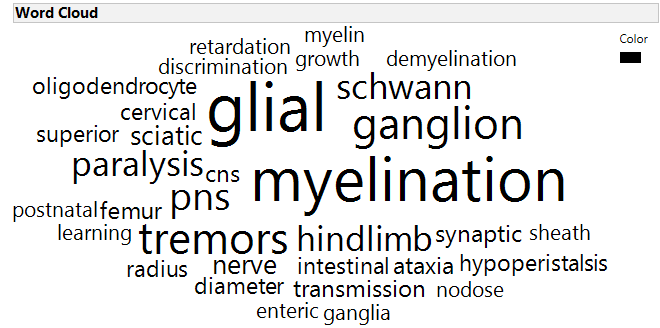 Word Cloud
Color
myelin
retardation
growth
demyelination
discrimination
oligodendrocyte
glial
schwann
cervical
ganglion
superior
sciatic
paralysis
cns
myelination
pns
postnatal
femur
learning
tremors
hindlimb
synaptic
sheath
radius
nerve
intestinal
ataxia
hypoperistalsis
diameter
transmission
nodose
enteric
ganglia